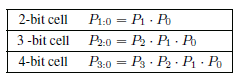 2-bit cell P1:0 = P1 · P0
3 -bit cell P2:0 = P2 · P1 · P0
4-bit cell P3:0 = P3 · P2 · P1 · P0